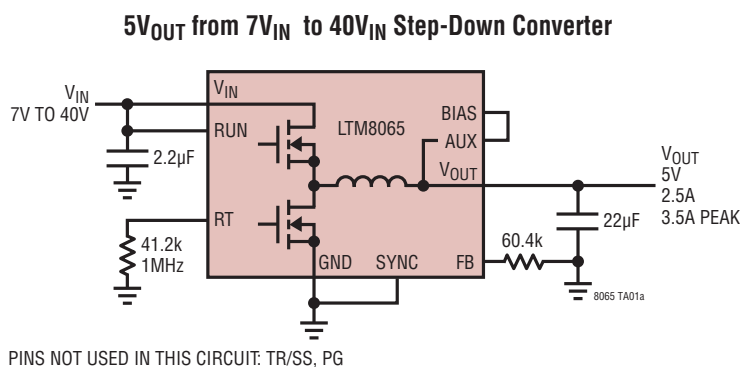 5VOUT from 7VIN to 40VIN Step-Down Converter
VIN
7V TO 40V
VIN
RUN
LTM8065
BIAS
AUX
VOUT
2.2µF
VOUT
5V
2.5A
3.5A PEAK
RT
41.2k
1MHz
60.4k
22µF
GND
SYNC
FB
8065 TA01a
PINS NOT USED IN THIS CIRCUIT: TR/SS, PG